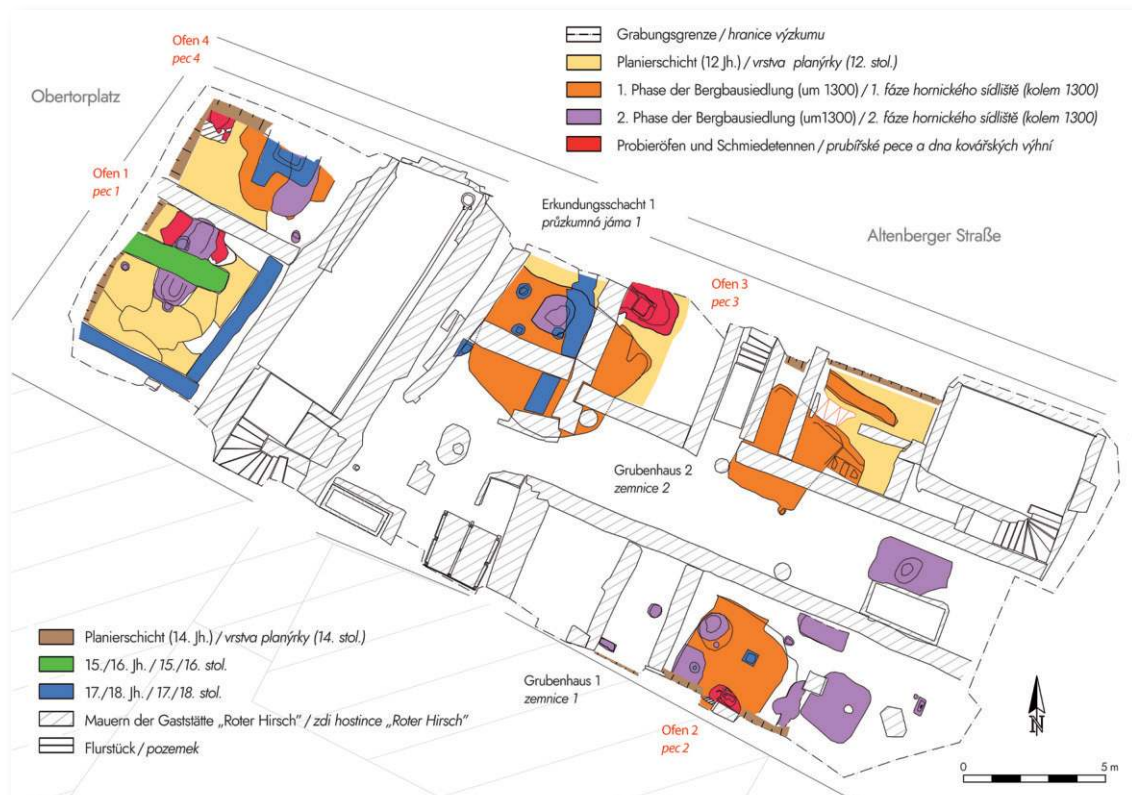 Ofen 4
pec 4
Obertorplatz
Ofen 1
pec 1
Grabungsgrenze / hranice výzkumu
Planierschicht (12 Jh.) / vrstva planýrky (12. stol.)
1. Phase der Bergbausiedlung (um 1300) / 1. fáze hornického sídliště (kolem 1300)
2. Phase der Bergbausiedlung (um1300) / 2. fáze hornického sídliště (kolem 1300)
Probieröfen und Schmiedetennen / prubířské pece a dna kovářských výhní
Erkundungsschacht 1
průzkumná jáma 1
Altenberger Straße
Ofen 3
pec 3
Grubenhaus 2
zemnice 2
Planierschicht (14. Jh.) / vrstva planýrky (14. stol.)
15./16. Jh. / 15./16. stol.
17./18. Jh. / 17./18. stol.
Mauern der Gaststätte „Roter Hirsch” / zdi hostince „Roter Hirsch”
Flurstück / pozemek
Grubenhaus 1
zemnice 1
Ofen 2
pec 2
N
0 5 m